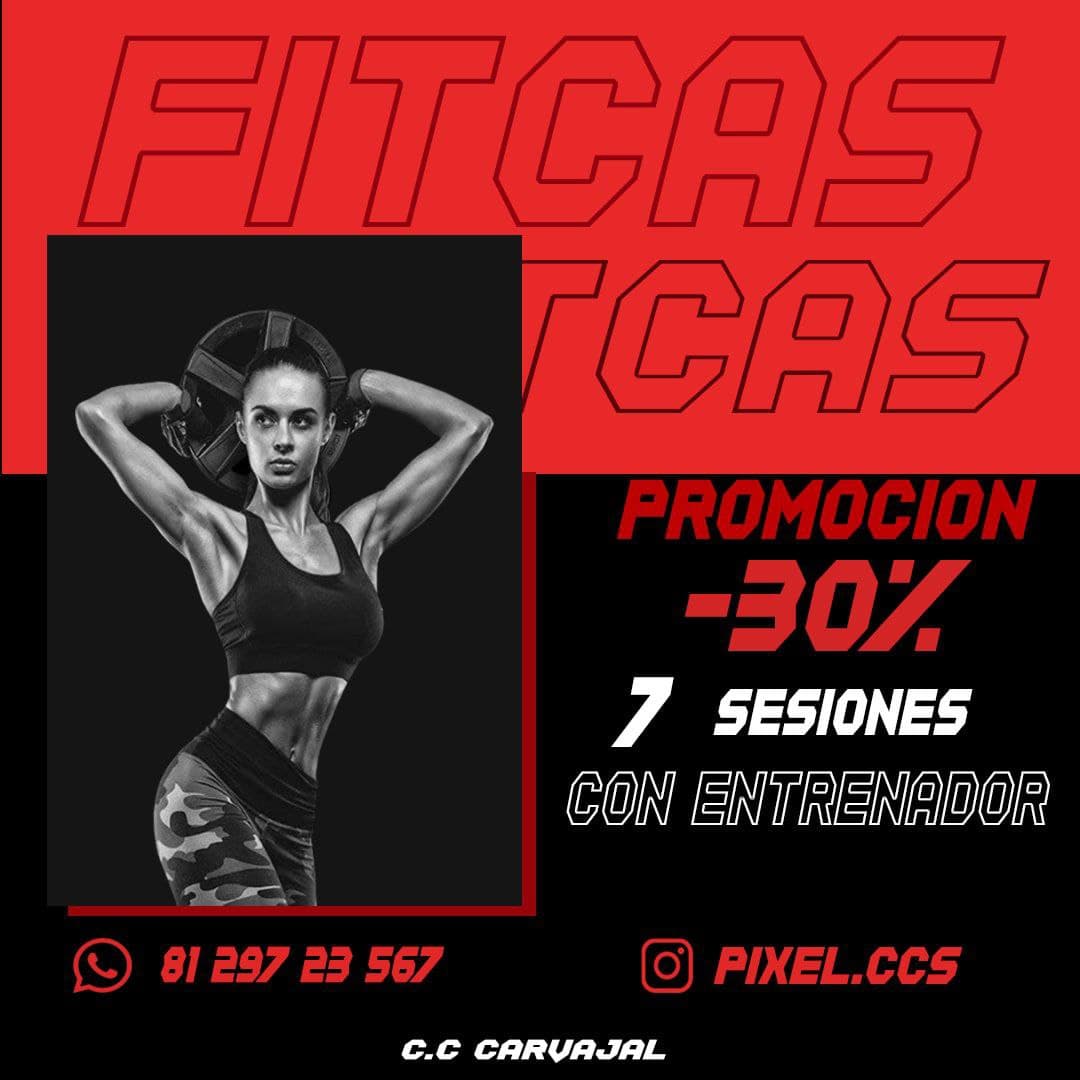 FITCAS
TCAS
PROMOCION
-30%
7 SESIONES
CON ENTRENADOR
81 297 23 567
PIXEL.CCS
C.C CARVAJAL